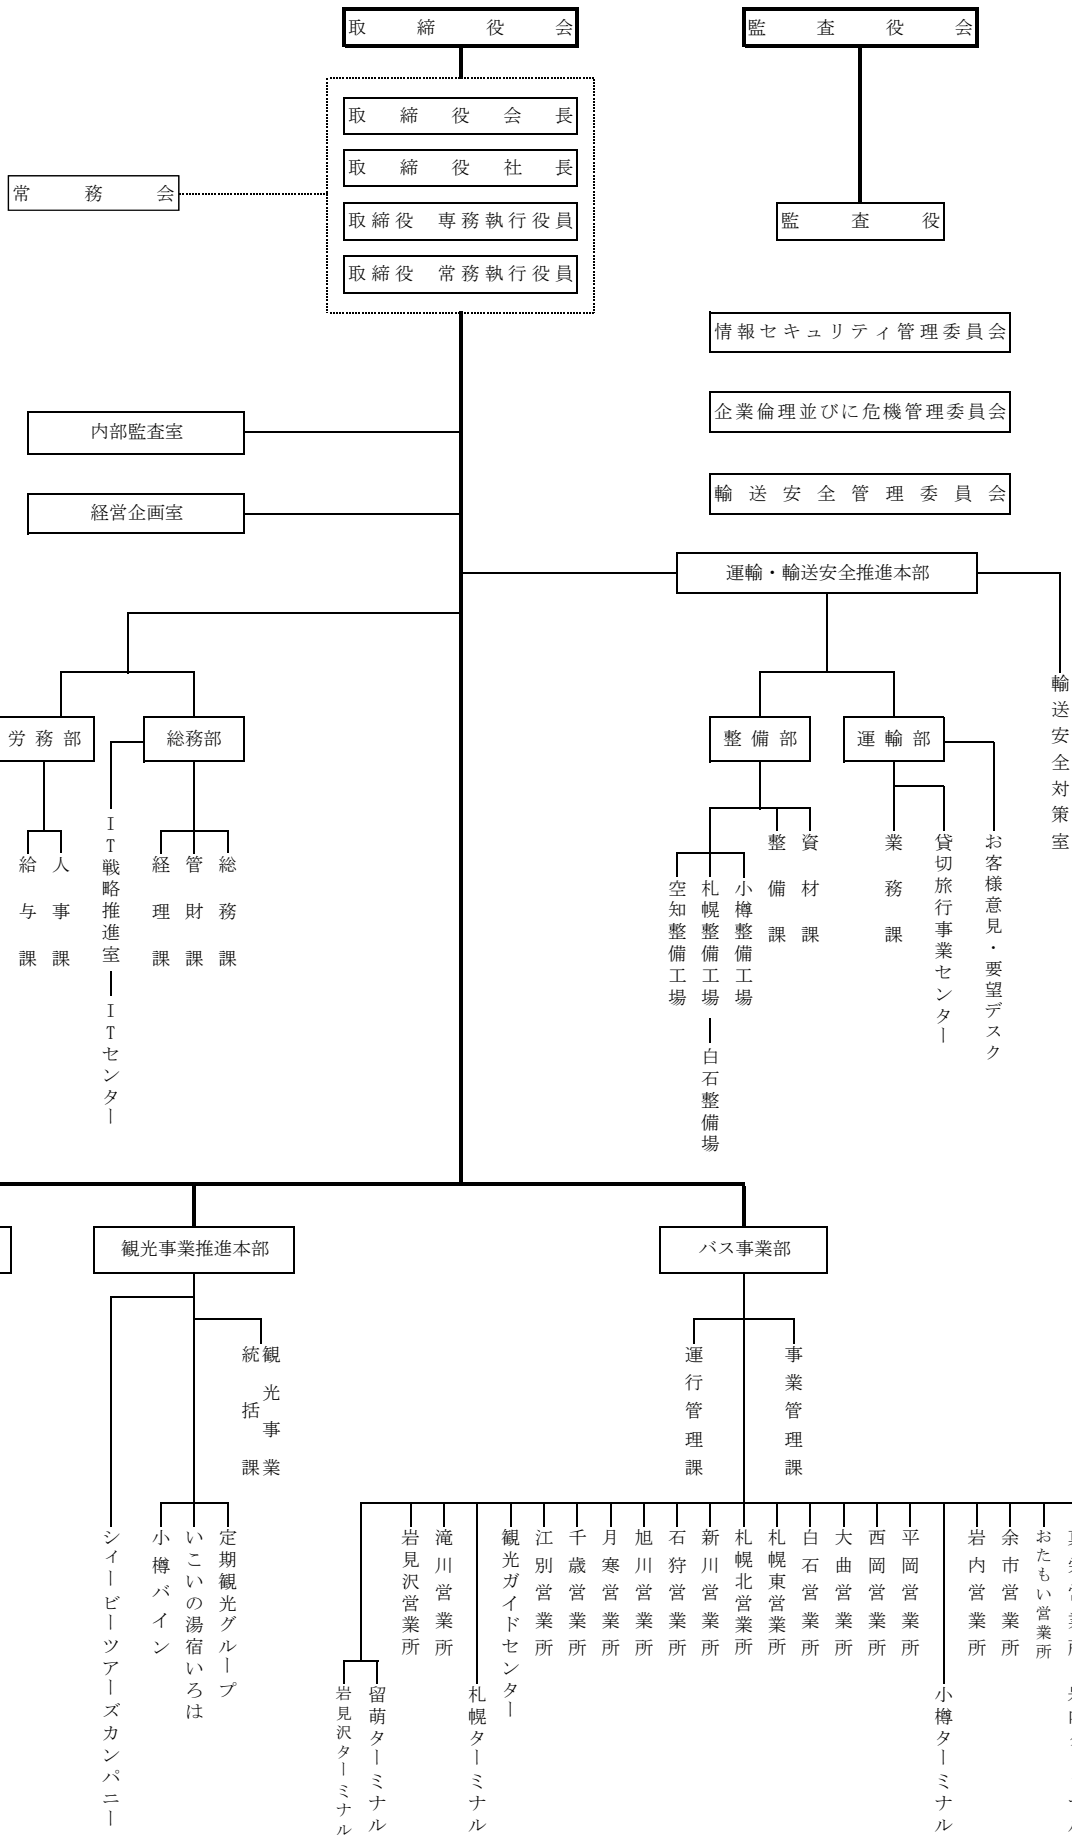 取締役会
監査役会
取締役会長
取締役社長
取締役 専務執行役員
取締役 常務執行役員
常務会
監査役
情報セキュリティ管理委員会
企業倫理並びに危機管理委員会
輸送安全管理委員会
内部監査室
経営企画室
運輸・輸送安全推進本部
輸送安全対策室
労務部
総務部
整備部
運輸部
給与課
人事課
IT戦略推進室
ITセンター
経理課
管財課
総務課
空知整備工場
札幌整備工場
小樽整備工場
白石整備場
整備課
資材課
業務課
貸切旅行事業センター
お客様意見・要望デスク
観光事業推進本部
バス事業部
観光事業
統括課
運行管理課
事業管理課
シィービーツアーズカンパニー
小樽バイン
いこいの湯宿いろは
定期観光グループ
岩見沢ターミナル
留萌ターミナル
岩見沢営業所
滝川営業所
札幌ターミナル
観光ガイドセンター
江別営業所
千歳営業所
月寒営業所
旭川営業所
石狩営業所
新川営業所
札幌北営業所
札幌東営業所
白石営業所
大曲営業所
西岡営業所
平岡営業所
小樽ターミナル
岩内営業所
余市営業所
おたもい営業所